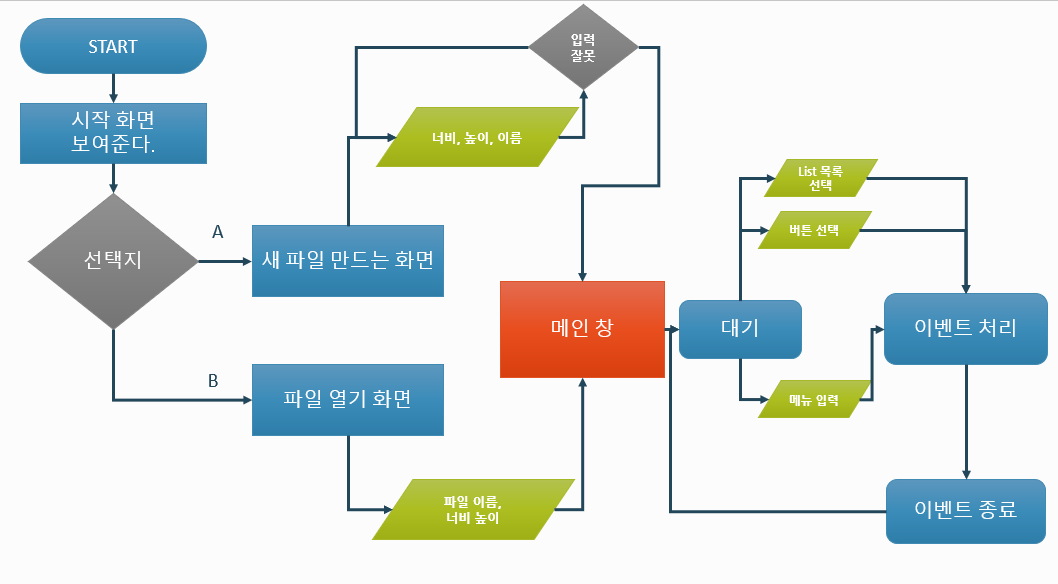 START
시작 화면
보여준다.
선택지
A
B
새 파일 만드는 화면
파일 열기 화면
너비, 높이, 이름
입력
잘못
파일 이름,
너비 높이
메인 창
대기
List 목록
선택
버튼 선택
메뉴 입력
이벤트 처리
이벤트 종료